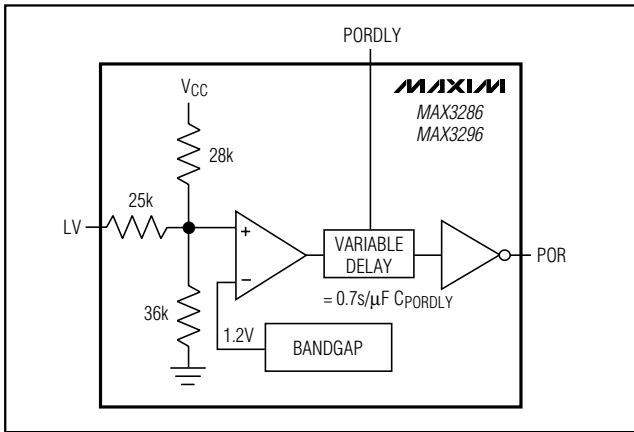 PORDLY
MAXIM
MAX3286
MAX3296
VCC
28k
25k
LV
+
−
VARIABLE
DELAY
POR
= 0.7s/μF CPORDLY
36k
1.2V
BANDGAP